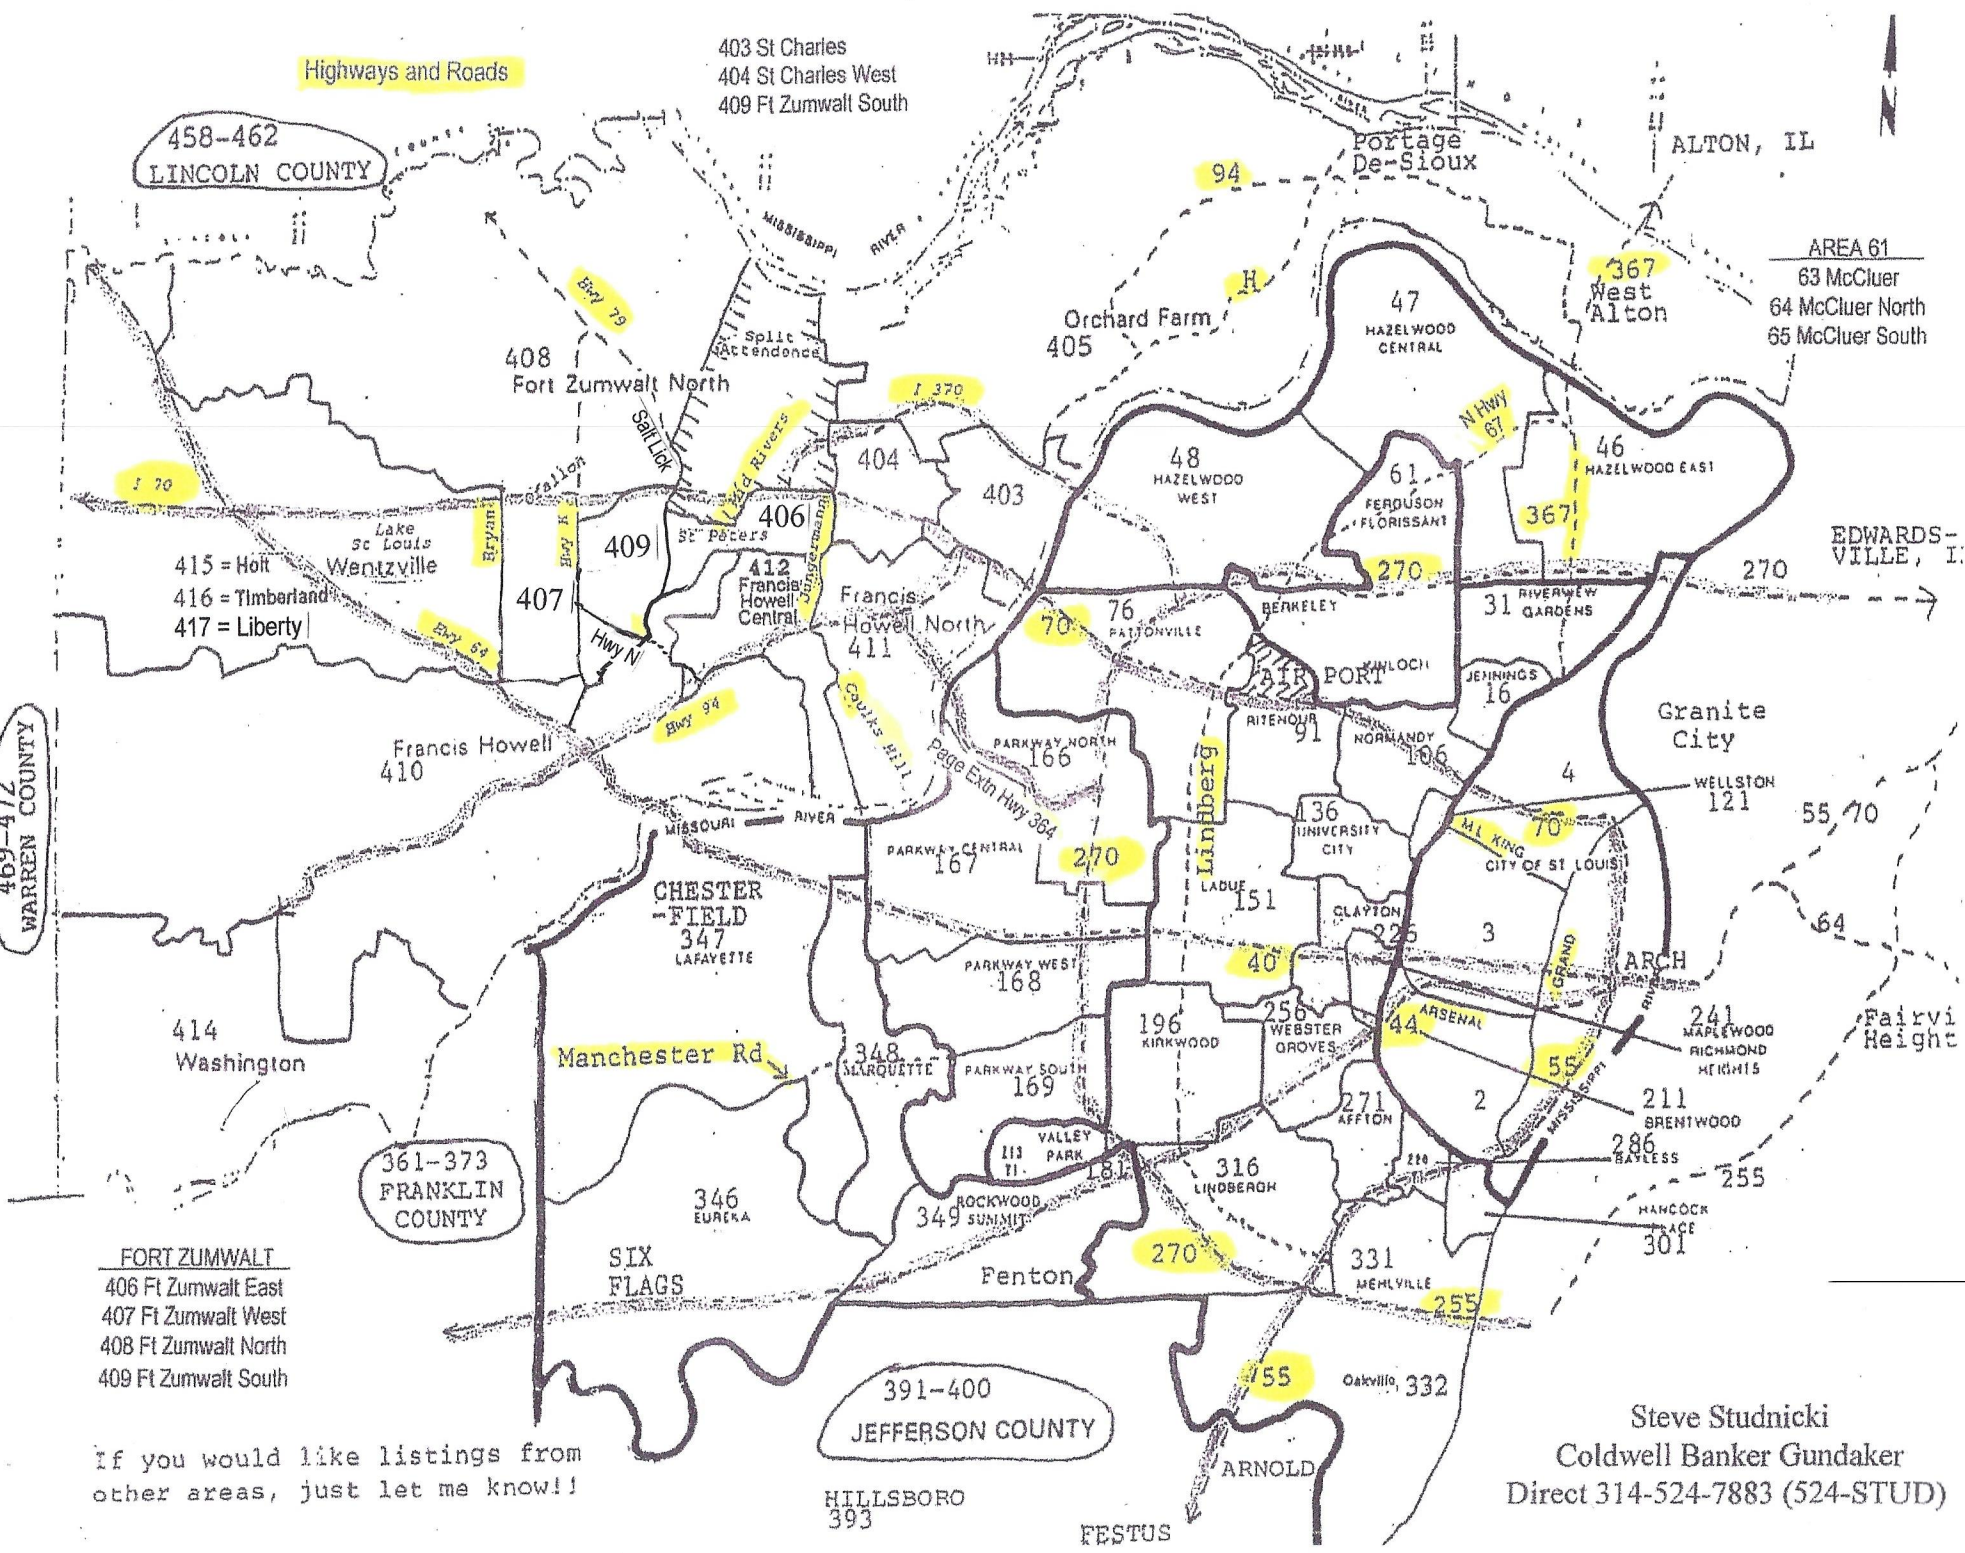 Highways and Roads
403 St Charles
404 St Charles West
409 Ft Zumwalt South
N
458-462
LINCOLN COUNTY
Portage
De-Sioux
ALTON, IL
94
MISSISSIPPI RIVER
RIVER
367
West
Alton
AREA 61
63 McCluer
64 McCluer North
65 McCluer South
Hwy 79
H
Orchard Farm
405
47
HAZELWOOD
CENTRAL
Split
Attendence
408
Fort Zumwalt North
Salt Lick
Mid Rivers
I 370
N Hwy
67
404
403
48
HAZELWOOD
WEST
61
FERGUSON
FLORISSANT
46
HAZELWOOD EAST
367
I 70
Bryan
Hwy K
409
406
St Peters
Jungermann
Lake
St Louis
Wentzville
415 = Holt
416 = Timberland
417 = Liberty
407
412
Francis
Howell
Central
Francis
Howell North
411
Hwy N
Hwy 64
270
270
EDWARDS-
VILLE,
76
PATTONVILLE
70
BERKELEY
31
RIVERVIEW
GARDENS
AIR PORT
KINLOCH
JENNINGS
16
Hwy 94
Caulks Hill
Page Extn Hwy 364
Francis Howell
410
469-472
WARREN COUNTY
PARKWAY NORTH
166
RITENOUR
91
NORMANDY
106
Granite
City
4
WELLSTON
121
Lindberg
136
UNIVERSITY
CITY
ML KING
70
CITY OF ST LOUIS
55
70
MISSOURI RIVER
PARKWAY CENTRAL
167
270
LADUE
151
CLAYTON
226
3
GRAND
64
CHESTER
-FIELD
347
LAFAYETTE
PARKWAY WEST
168
40
ARCH
RIVER
414
Washington
Manchester Rd
348
MARQUETTE
196
KIRKWOOD
256
WEBSTER
GROVES
44
ARSENAL
241
MAPLEWOOD
RICHMOND
HEIGHTS
Fairvi
Height
PARKWAY SOUTH
169
271
AFFTON
2
55
MISSISSIPPI
211
BRENTWOOD
286
BAYLESS
VALLEY
PARK
181
316
LINDBERGH
255
361-373
FRANKLIN
COUNTY
346
EUREKA
349
ROCKWOOD
SUMMIT
HANCOCK
301
SIX
FLAGS
Fenton
270
331
MEHLVILLE
255
FORT ZUMWALT
406 Ft Zumwalt East
407 Ft Zumwalt West
408 Ft Zumwalt North
409 Ft Zumwalt South
391-400
JEFFERSON COUNTY
55
Oakville
332
Steve Studnicki
Coldwell Banker Gundaker
Direct 314-524-7883 (524-STUD)
If you would like listings from
other areas, just let me know!!
HILLSBORO
393
ARNOLD
FESTUS